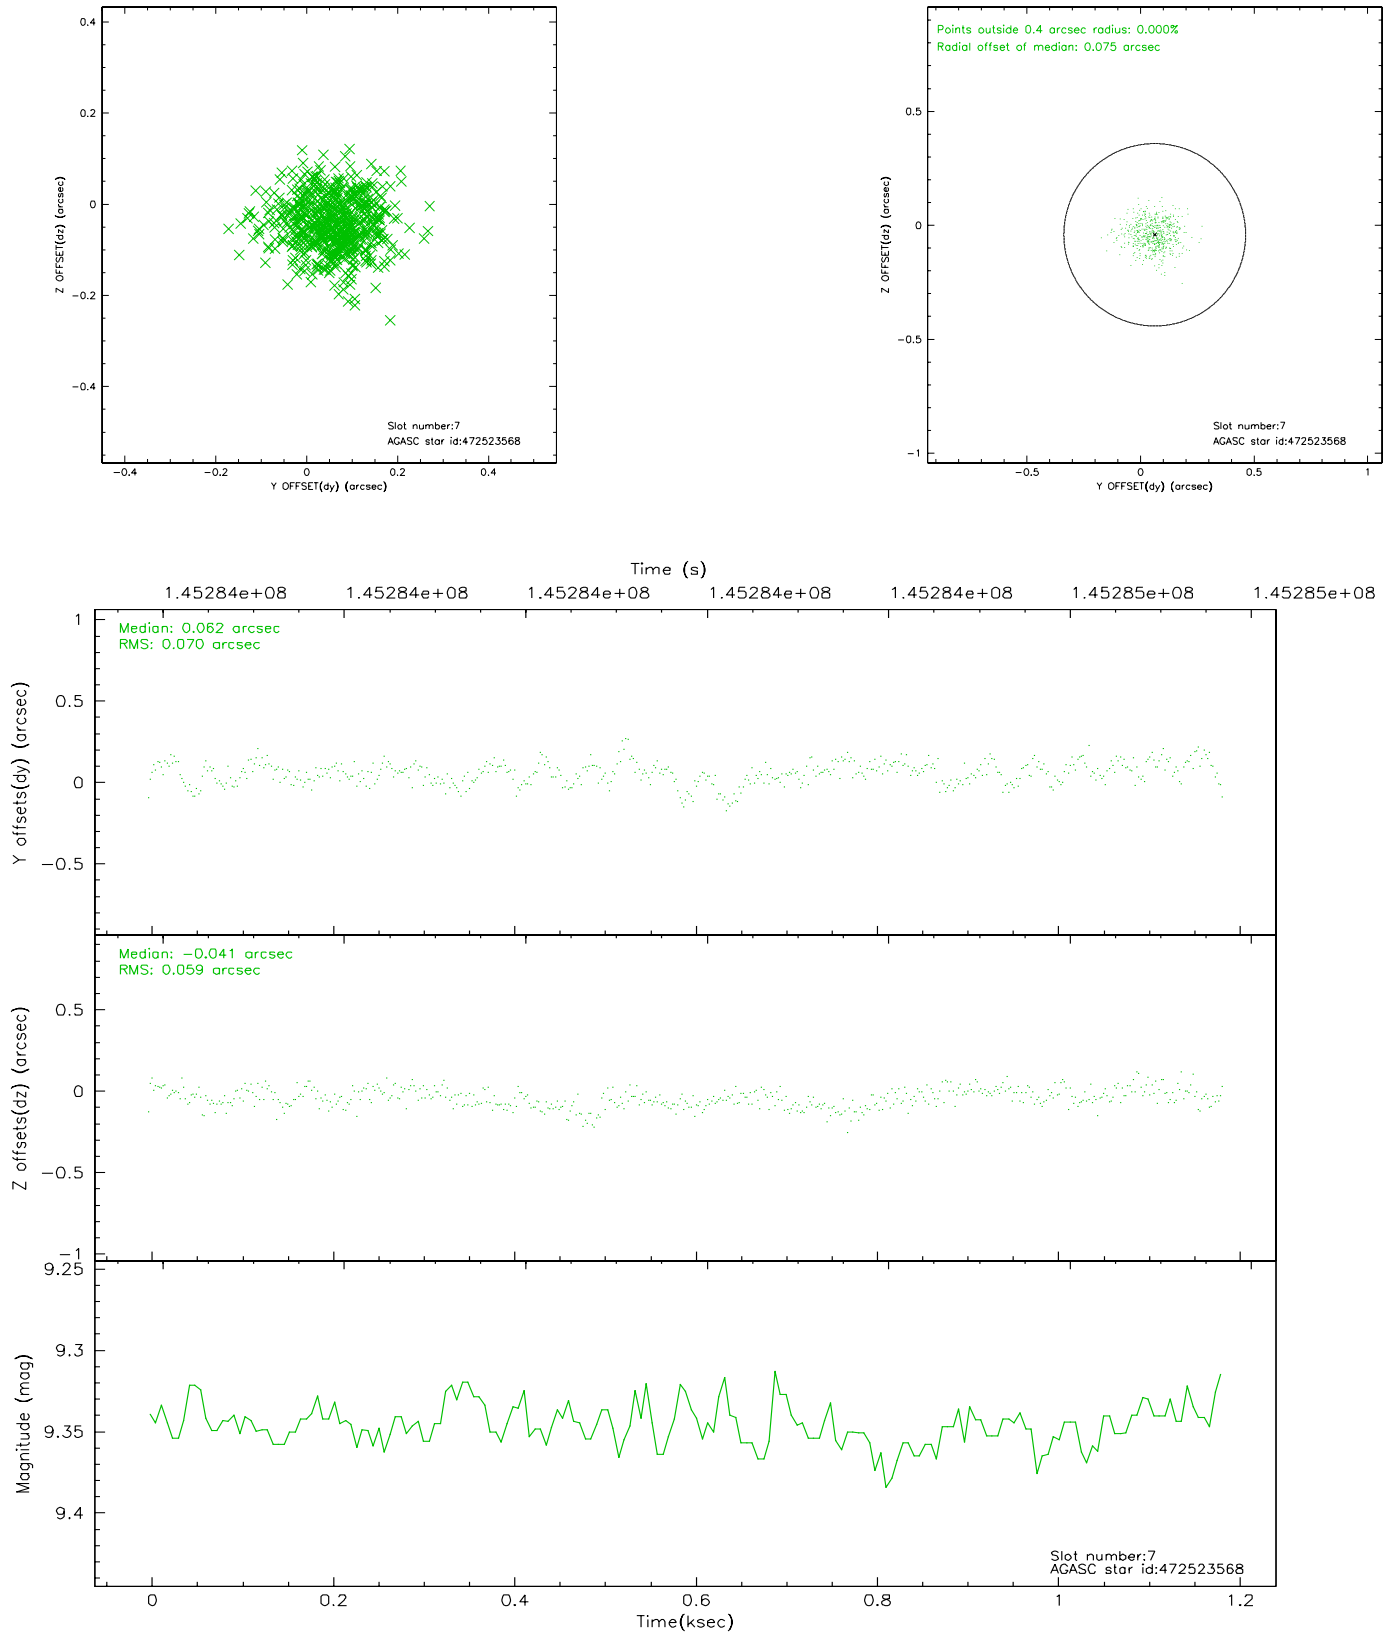 0.4
0.2
0
−0.2
−0.4
Z OFFSET(dz) (arcsec)
Slot number:7
AGASC star id:472523568
−0.4 −0.2 0 0.2 0.4
Y OFFSET(dy) (arcsec)
Points outside 0.4 arcsec radius: 0.000%
Radial offset of median: 0.075 arcsec
0.5
0
−0.5
−1
Z OFFSET(dz) (arcsec)
Slot number:7
AGASC star id:472523568
−0.5 0 0.5 1
Y OFFSET(dy) (arcsec)
Time (s)
1.45284e+08 1.45284e+08 1.45284e+08 1.45284e+08 1.45284e+08 1.45285e+08 1.45285e+08
Median: 0.062 arcsec
RMS: 0.070 arcsec
1
0.5
0
−0.5
Y offsets(dy) (arcsec)
Median: −0.041 arcsec
RMS: 0.059 arcsec
0.5
0
−0.5
−1
Z offsets(dz) (arcsec)
9.25
9.3
9.35
9.4
Magnitude (mag)
Slot number:7
AGASC star id:472523568
0 0.2 0.4 0.6 0.8 1 1.2
Time(ksec)